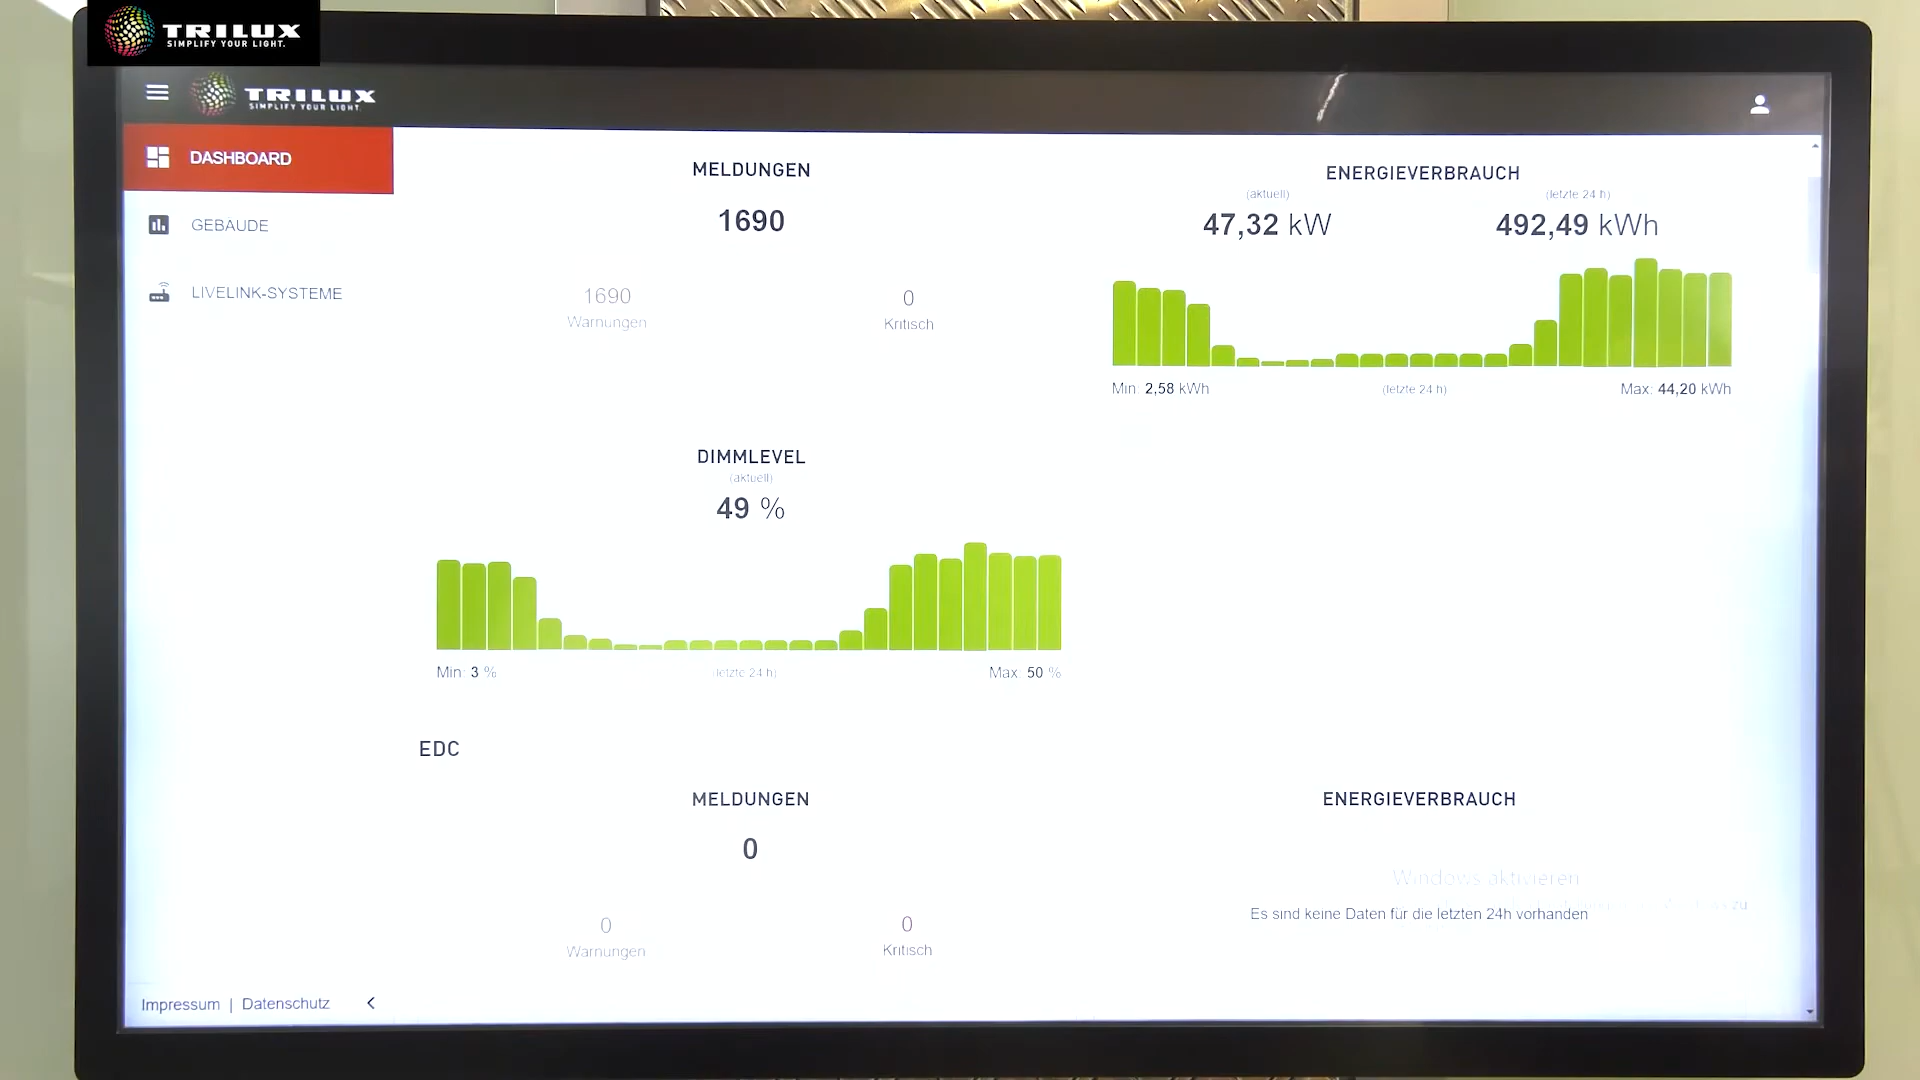 TRILUX
SIMPLIFY YOUR LIGHT.
TRILUX
SIMPLIFY YOUR LIGHT.
DASHBOARD
GEBÄUDE
LIVELINK-SYSTEME
MELDUNGEN
1690
1690
Warnungen
0
Kritisch
ENERGIEVERBRAUCH
(aktuell)
47,32 kW
(letzte 24 h)
492,49 kWh
Min: 2,58 kWh
(letzte 24 h)
Max: 44,20 kWh
DIMMLEVEL
(aktuell)
49 %
Min: 3 %
(letzte 24 h)
Max: 50 %
EDC
MELDUNGEN
0
0
Warnungen
0
Kritisch
ENERGIEVERBRAUCH
Windows aktivieren
zu
Es sind keine Daten für die letzten 24h vorhanden
Impressum | Datenschutz